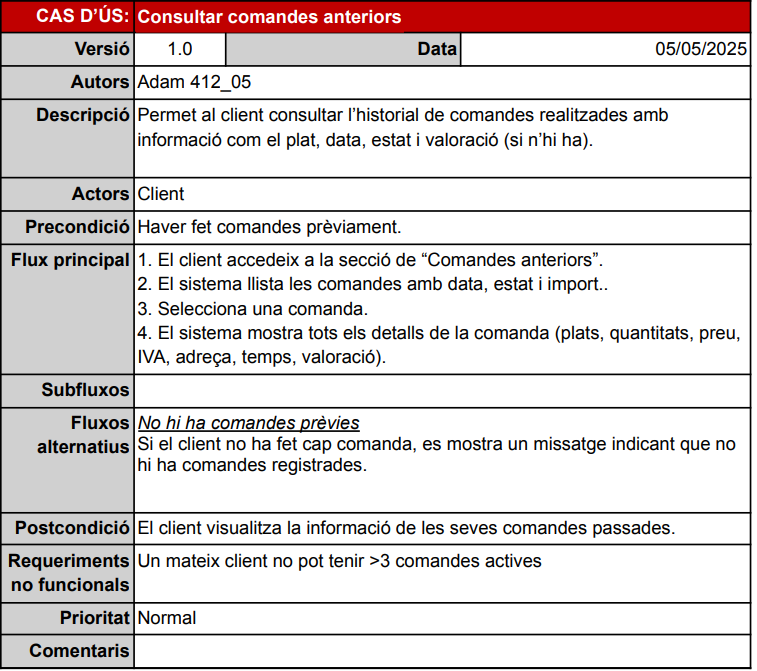 CAS D’ÚS: Consultar comandes anteriors
Versió 1.0 Data 05/05/2025
Autors Adam 412_05
Descripció Permet al client consultar l’historial de comandes realitzades amb
informació com el plat, data, estat i valoració (si n’hi ha).
Actors Client
Precondició Haver fet comandes prèviament.
Flux principal 1. El client accedeix a la secció de “Comandes anteriors”.
2. El sistema llista les comandes amb data, estat i import..
3. Selecciona una comanda.
4. El sistema mostra tots els detalls de la comanda (plats, quantitats, preu,
IVA, adreça, temps, valoració).
Subfluxos
Fluxos alternatius No hi ha comandes prèvies
Si el client no ha fet cap comanda, es mostra un missatge indicant que no
hi ha comandes registrades.
Postcondició El client visualitza la informació de les seves comandes passades.
Requeriments no funcionals Un mateix client no pot tenir >3 comandes actives
Prioritat Normal
Comentaris